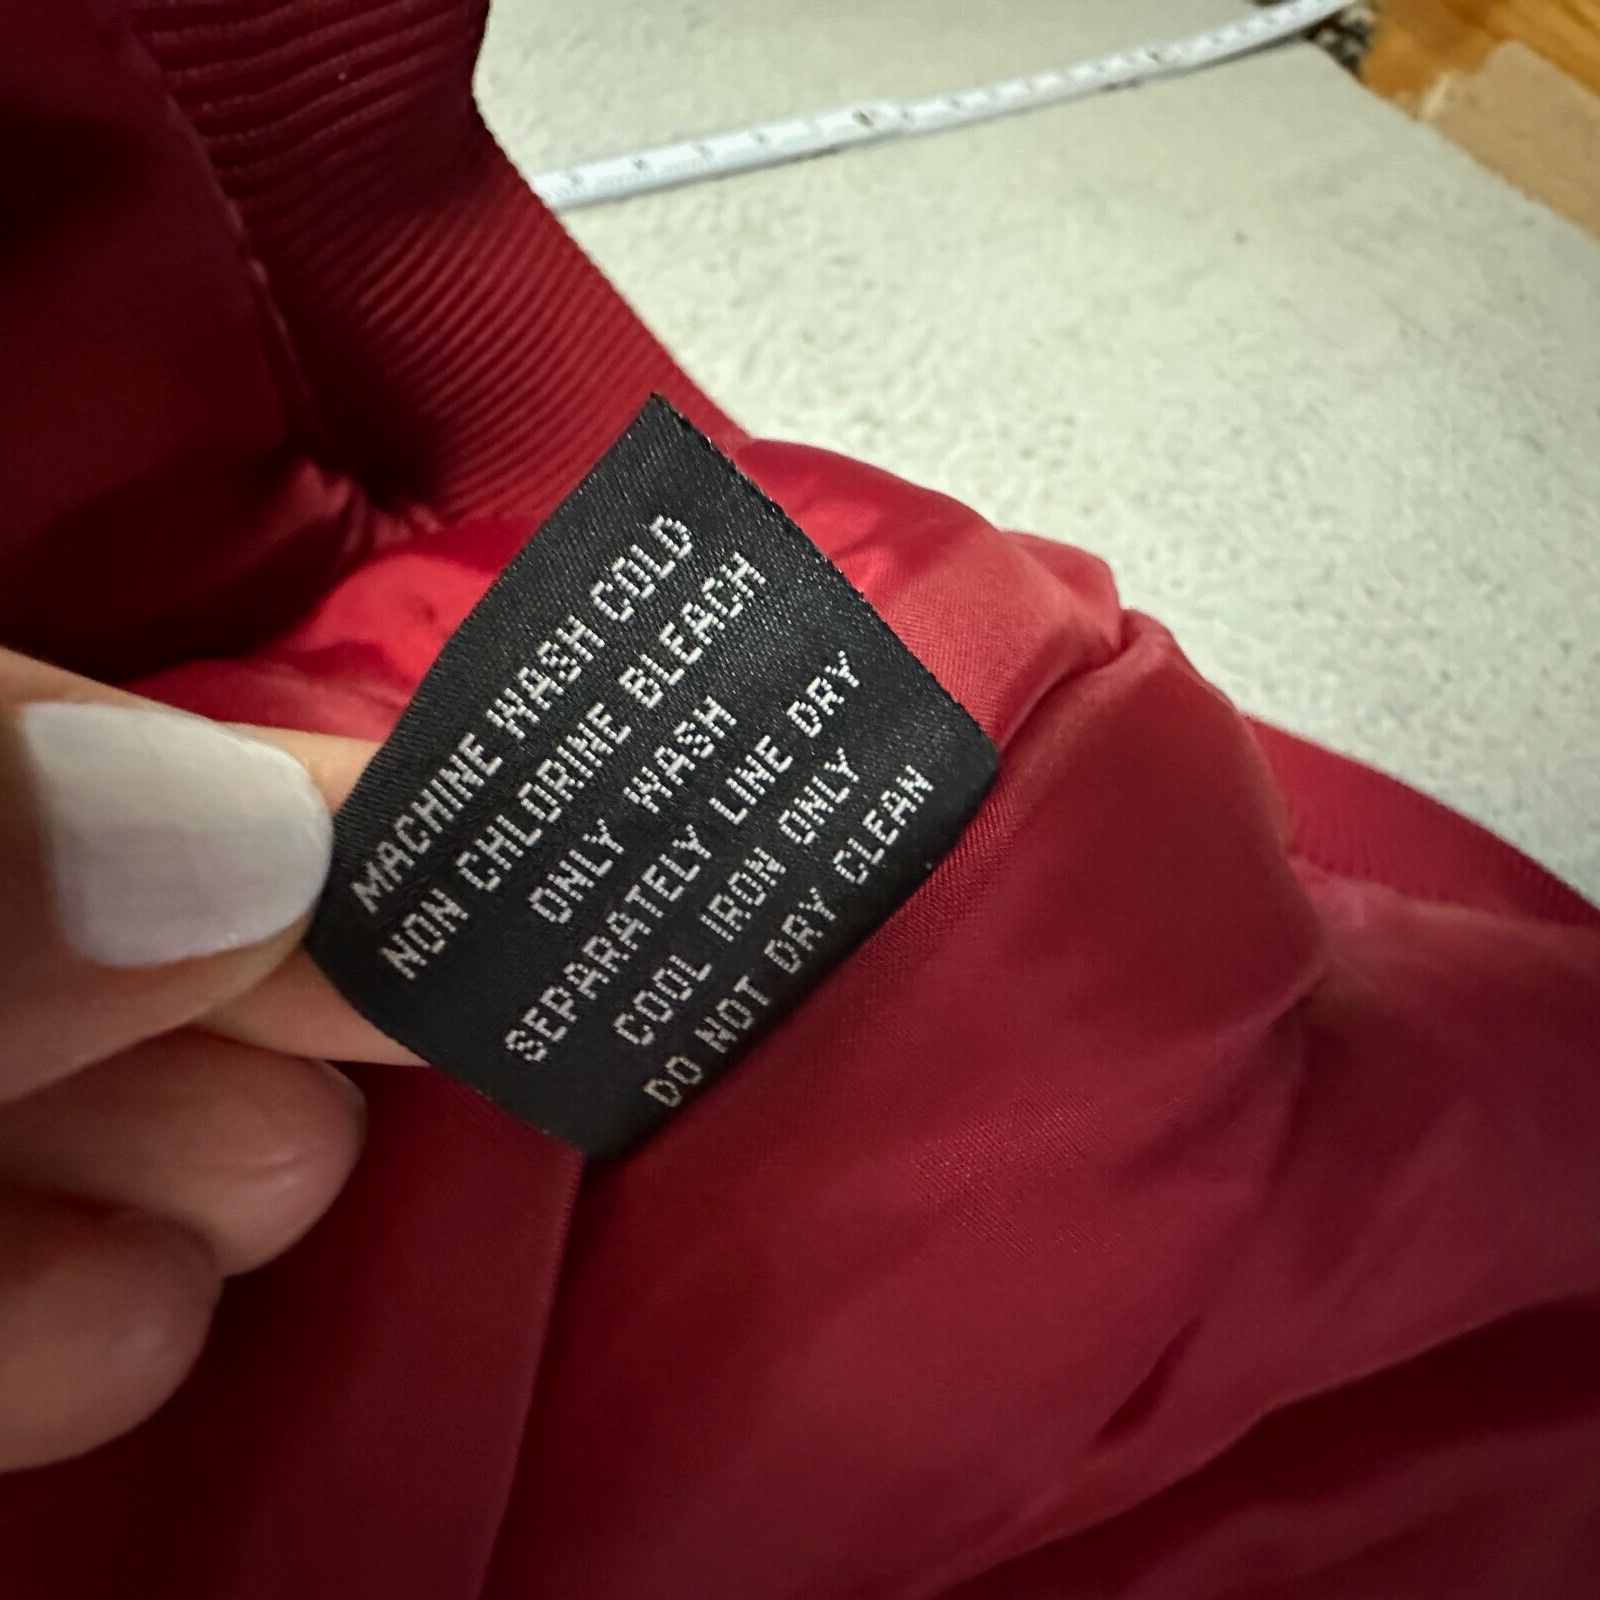 MACHINE WASH COLD
NON CHLORINE BLEACH
ONLY WASH
SEPARATELY LINE DRY
COOL IRON ONLY
DO NOT DRY CLEAN